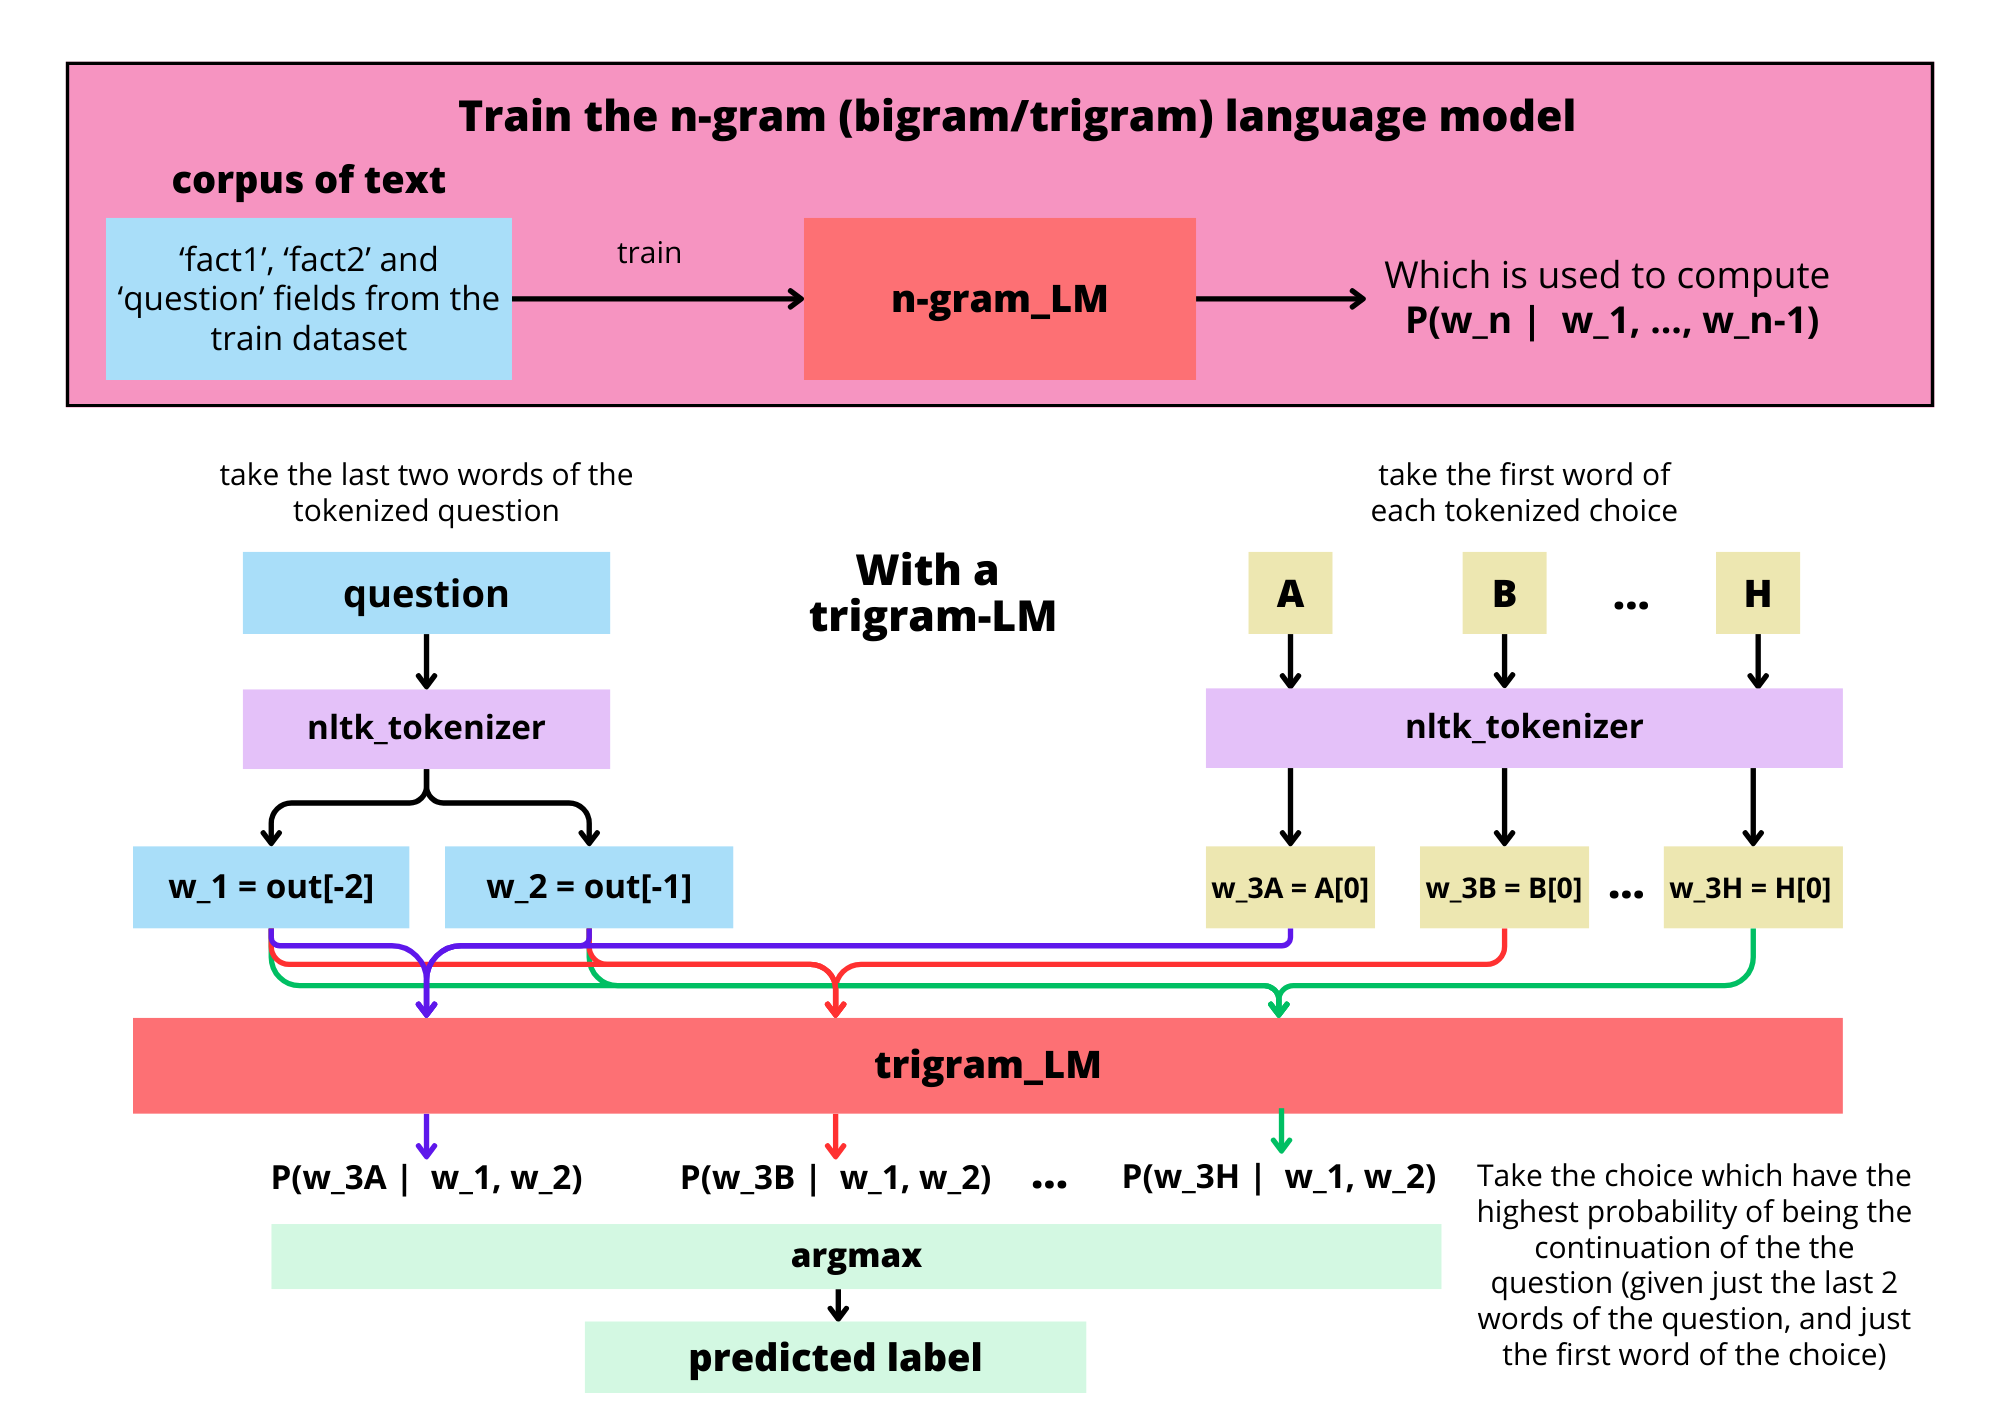 Train the n-gram (bigram/trigram) language model
corpus of text
‘fact1’, ‘fact2’ and
‘question’ fields from the
train dataset
train
n-gram_LM
Which is used to compute
P(w_n |  w_1, ..., w_n-1)
take the last two words of the
tokenized question
take the first word of
each tokenized choice
question
With a
trigram-LM
A
B
...
H
nltk_tokenizer
nltk_tokenizer
w_1 = out[-2]
w_2 = out[-1]
w_3A = A[0]
w_3B = B[0]
...
w_3H = H[0]
trigram_LM
P(w_3A |  w_1, w_2)
P(w_3B |  w_1, w_2)
...
P(w_3H |  w_1, w_2)
argmax
predicted label
Take the choice which have the
highest probability of being the
continuation of the the
question (given just the last 2
words of the question, and just
the first word of the choice)